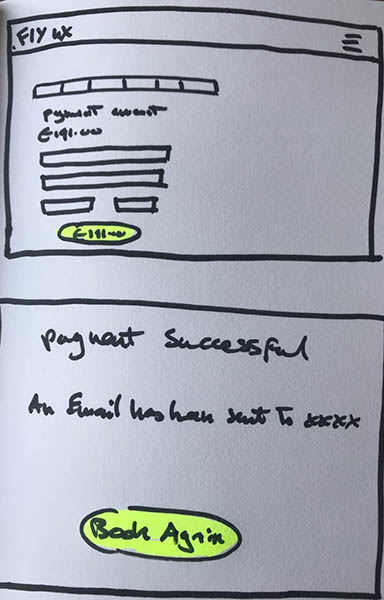 FLY UX
Payment amount
€191.00
€191.00
Payment Successful
An Email has been sent to xxxx
Book Again